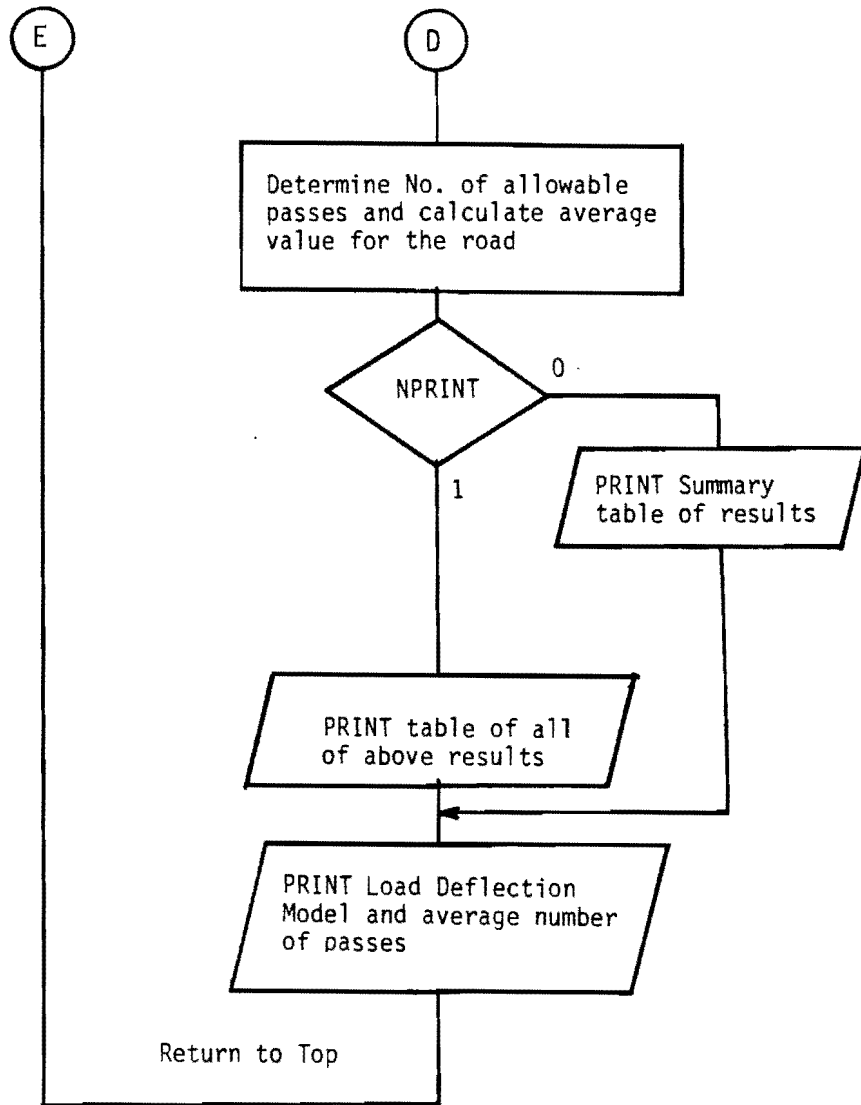 E
D
Determine No. of allowable
passes and calculate average
value for the road
NPRINT
0
1
PRINT Summary
table of results
PRINT table of all
of above results
PRINT Load Deflection
Model and average number
of passes
Return to Top